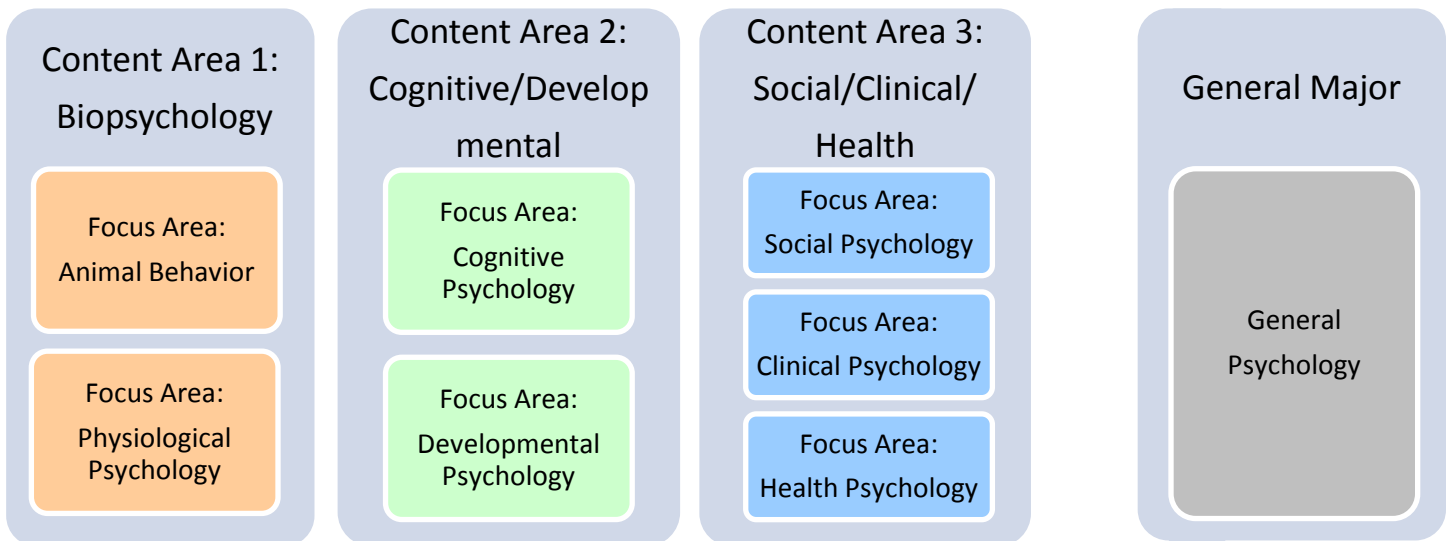 Content Area 1:
Biopsychology
Focus Area:
Animal Behavior
Focus Area:
Physiological
Psychology
Content Area 2:
Cognitive/Develop
mental
Focus Area:
Cognitive
Psychology
Focus Area:
Developmental
Psychology
Content Area 3:
Social/Clinical/
Health
Focus Area:
Social Psychology
Focus Area:
Clinical Psychology
Focus Area:
Health Psychology
General Major
General
Psychology